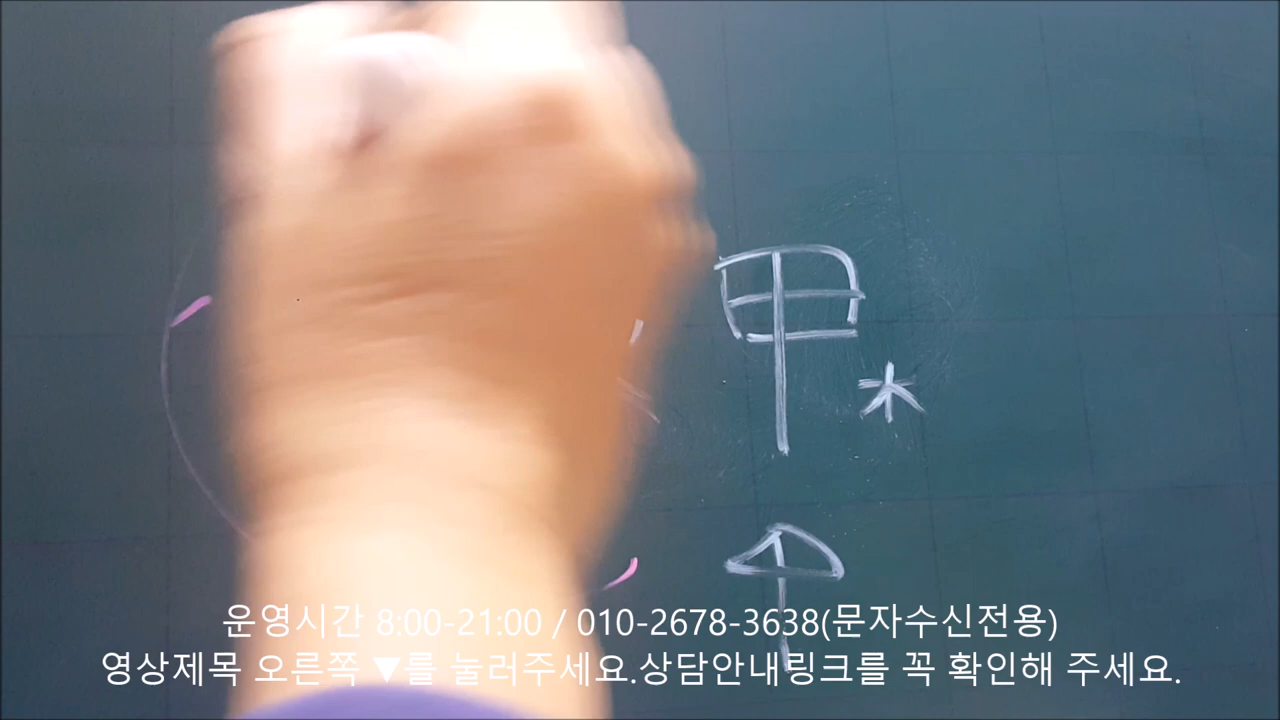 甲
木
운영시간 8:00-21:00 / 010-2678-3638(문자수신전용)
영상제목 오른쪽 ▼를 눌러주세요.상담안내링크를 꼭 확인해 주세요.